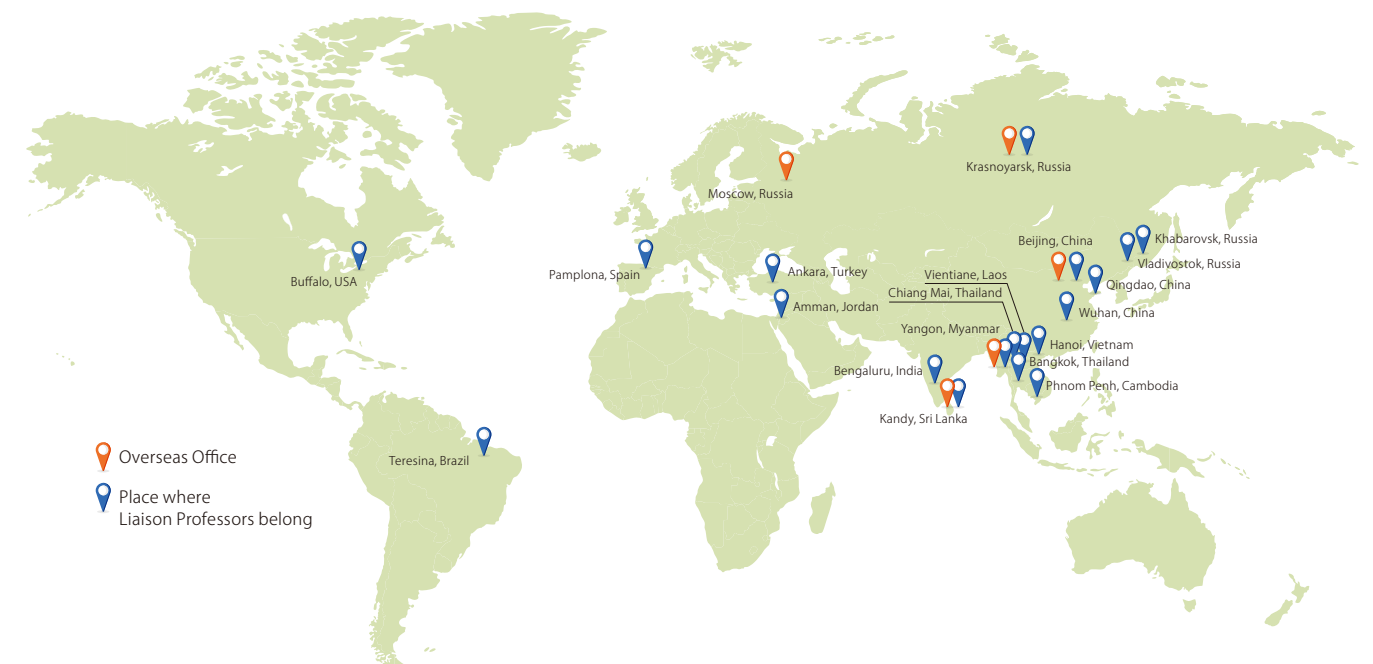 Krasnoyarsk, Russia
Moscow, Russia
Khabarovsk, Russia
Beijing, China
Vladivostok, Russia
Buffalo, USA
Pamplona, Spain
Ankara, Turkey
Vientiane, Laos
Qingdao, China
Chiang Mai, Thailand
Amman, Jordan
Wuhan, China
Yangon, Myanmar
Hanoi, Vietnam
Bangkok, Thailand
Bengaluru, India
Phnom Penh, Cambodia
Kandy, Sri Lanka
Teresina, Brazil
Overseas Office
Place where
Liaison Professors belong